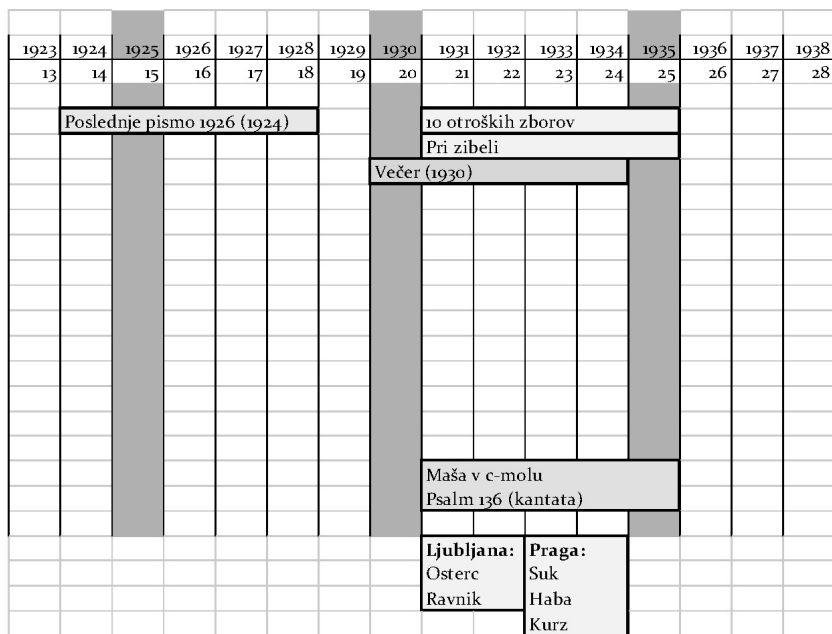 1923 1924 1925 1926 1927 1928 1929 1930 1931 1932 1933 1934 1935 1936 1937 1938
13 14 15 16 17 18 19 20 21 22 23 24 25 26 27 28
Poslednje pismo 1926 (1924)
10 otroških zborov
Pri zibeli
Večer (1930)
Maša v c-molu
Psalm 136 (kantata)
Ljubljana:
Osterc
Ravnik
Praga:
Suk
Haba
Kurz